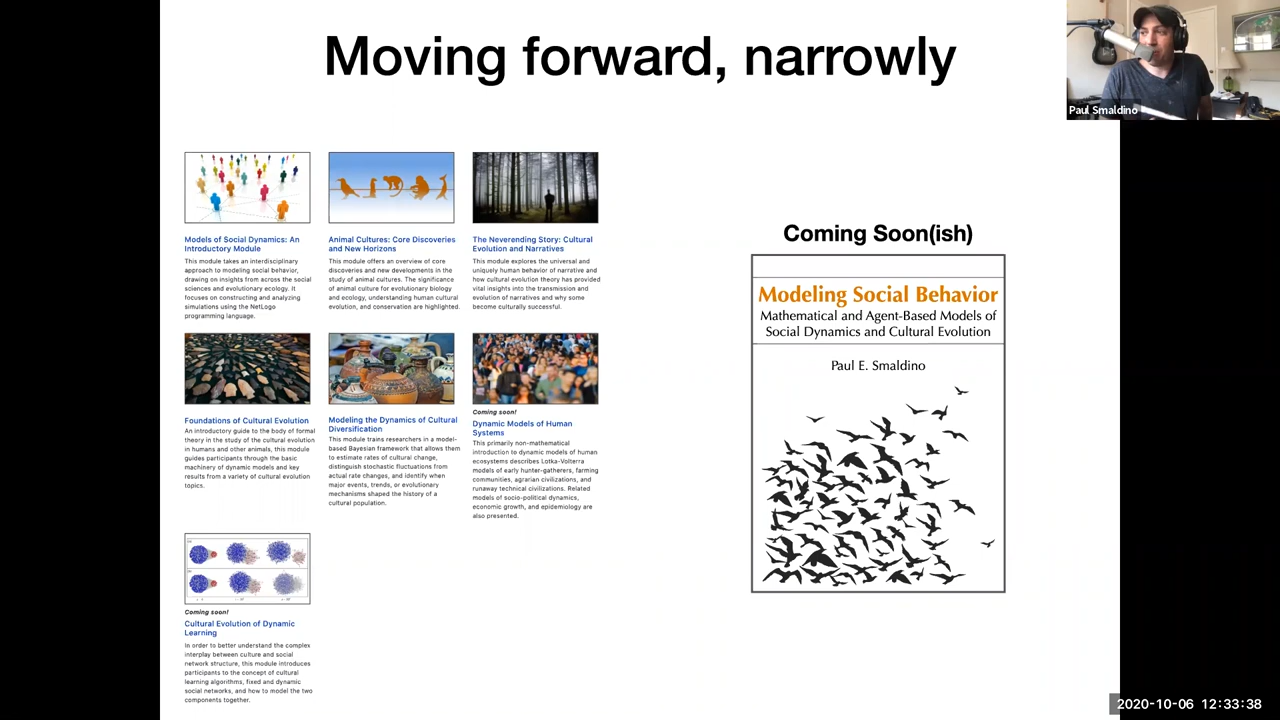 Moving forward, narrowly
Paul Smaldino
Models of Social Dynamics: An
Introductory Module
This module takes an interdisciplinary
approach to modeling social behavior,
drawing on insights from across the social
sciences and evolutionary ecology. It
focuses on constructing and analyzing
simulations using the NetLogo
programming language.
Animal Cultures: Core Discoveries
and New Horizons
This module offers an overview of core
discoveries and new developments in the
study of animal cultures. The significance
of animal culture for evolutionary biology
and ecology, understanding human cultural
evolution, and conservation are highlighted.
The Neverending Story: Cultural
Evolution and Narratives
This module explores the universal and
uniquely human behavior of narrative and
how cultural evolution theory has provided
vital insights into the transmission and
evolution of narratives and why some
become culturally successful.
Foundations of Cultural Evolution
An introductory guide to the body of formal
theory in the study of the cultural evolution
in humans and other animals, this module
guides participants through the basic
machinery of dynamic models and key
results from a variety of cultural evolution
topics.
Modeling the Dynamics of Cultural
Diversification
This module trains researchers in a model-
based Bayesian framework that allows them
to estimate rates of cultural change,
distinguish stochastic fluctuations from
actual rate changes, and identify when
major events, trends, or evolutionary
mechanisms shaped the history of a
cultural population.
Coming soon!
Dynamic Models of Human
Systems
This primarily non-mathematical
introduction to dynamic models of human
ecosystems describes Lotka-Volterra
models of early hunter-gatherers, farming
communities, agrarian civilizations, and
runaway technical civilizations. Related
models of socio-political dynamics,
economic growth, and epidemiology are
also presented.
Coming soon!
Cultural Evolution of Dynamic
Learning
In order to better understand the complex
interplay between culture and social
network structure, this module introduces
participants to the concept of cultural
learning algorithms, fixed and dynamic
social networks, and how to model the two
components together.
Coming Soon(ish)
Modeling Social Behavior
Mathematical and Agent-Based Models of
Social Dynamics and Cultural Evolution
Paul E. Smaldino
2020-10-06 12:33:38